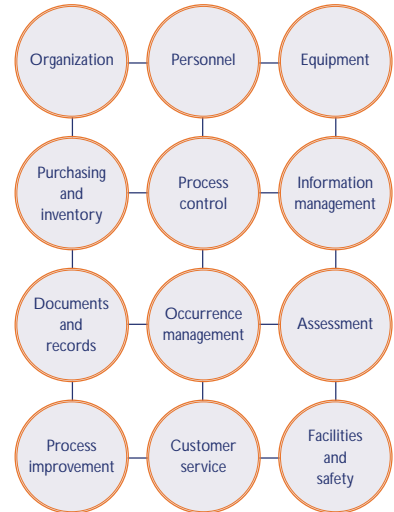 Organization
Personnel
Equipment
Purchasing
and
inventory
Process
control
Information
management
Documents
and
records
Occurrence
management
Assessment
Process
improvement
Customer
service
Facilities
and
safety